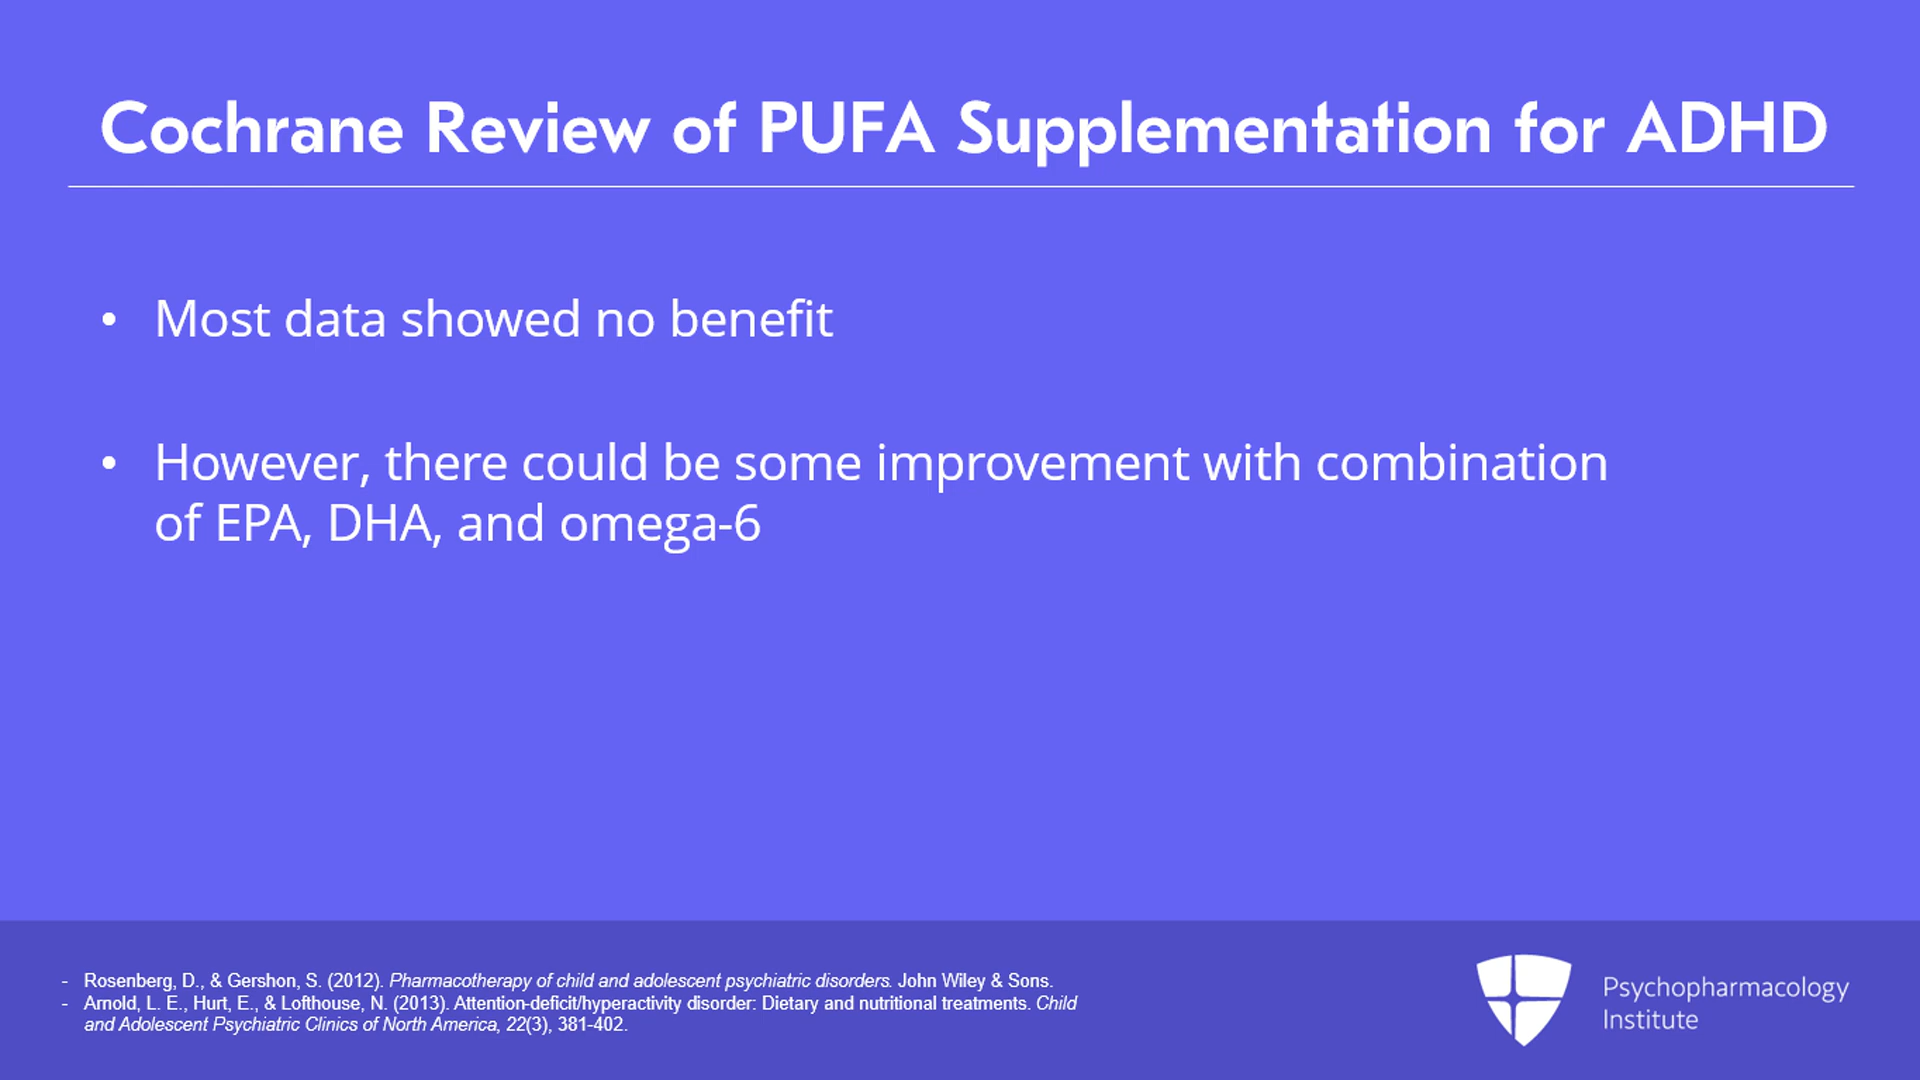 Cochrane Review of PUFA Supplementation for ADHD
• Most data showed no benefit
• However, there could be some improvement with combination
of EPA, DHA, and omega-6
- Rosenberg, D., & Gershon, S. (2012). Pharmacotherapy of child and adolescent psychiatric disorders. John Wiley & Sons.
- Arnold, L. E., Hurt, E., & Lofthouse, N. (2013). Attention-deficit/hyperactivity disorder: Dietary and nutritional treatments. Child
and Adolescent Psychiatric Clinics of North America, 22(3), 381-402.
Psychopharmacology
Institute